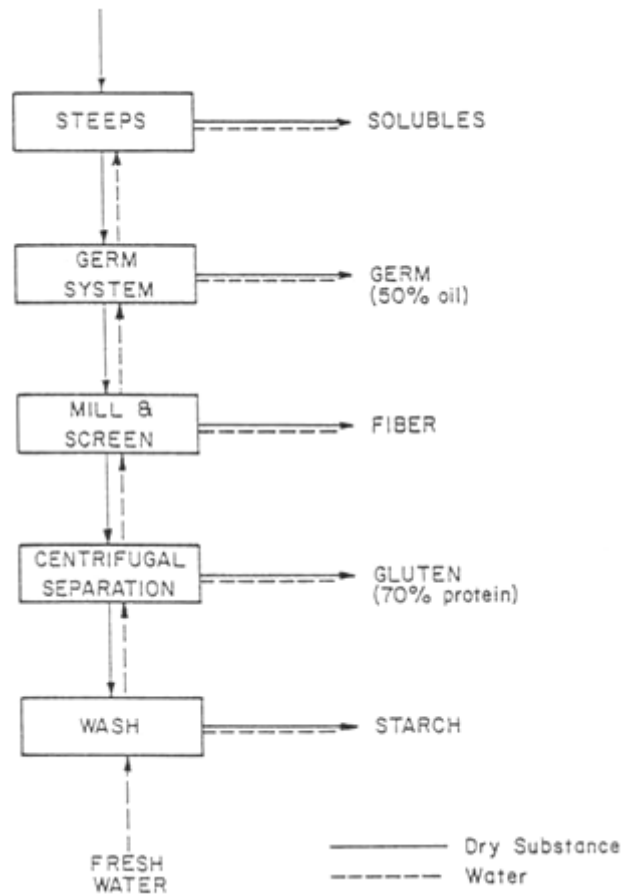 STEEPS
SOLUBLES
GERM
SYSTEM
GERM
(50% oil)
MILL &
SCREEN
FIBER
CENTRIFUGAL
SEPARATION
GLUTEN
(70% protein)
WASH
STARCH
FRESH
WATER
Dry Substance
Water